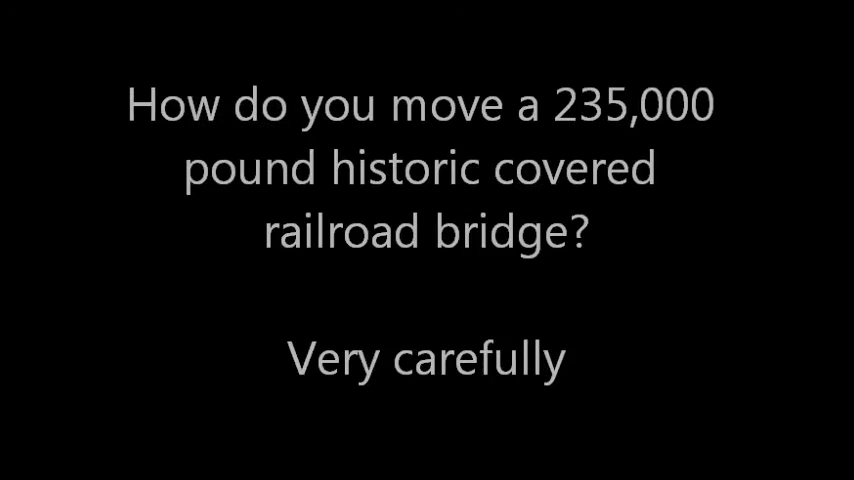 How do you move a 235,000
pound historic covered
railroad bridge?
Very carefully